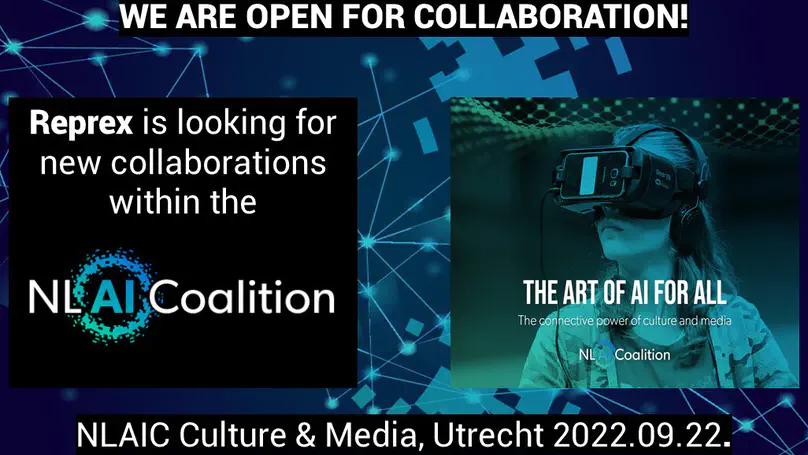 WE ARE OPEN FOR COLLABORATION!
Reprex is looking for
new collaborations
within the
NL AI Coalition
THE ART OF AI FOR ALL
The connective power of culture and media
NL AI Coalition
NLAIC Culture & Media, Utrecht 2022.09.22.